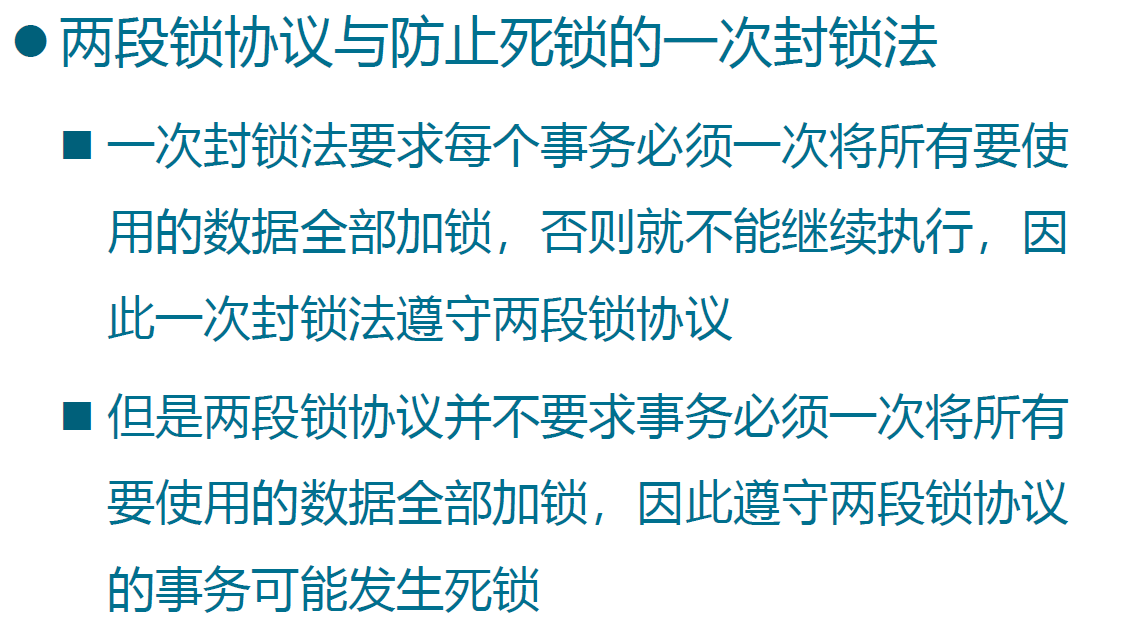 ● 两段锁协议与防止死锁的一次封锁法
■ 一次封锁法要求每个事务必须一次将所有要使
用的数据全部加锁，否则就不能继续执行，因
此一次封锁法遵守两段锁协议
■ 但是两段锁协议并不要求事务必须一次将所有
要使用的数据全部加锁，因此遵守两段锁协议
的事务可能发生死锁